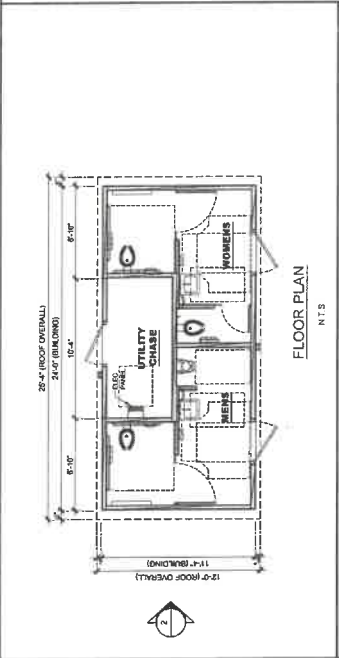 26'-4" (ROOF OVERALL)
24'-0" (BUILDING)
6'-10"
10'-4"
6'-10"
12'-0" (ROOF OVERALL)
11'-4" (BUILDING)
ELEC
PANEL
UTILITY
CHASE
MENS
WOMENS
2
FLOOR PLAN
NTS